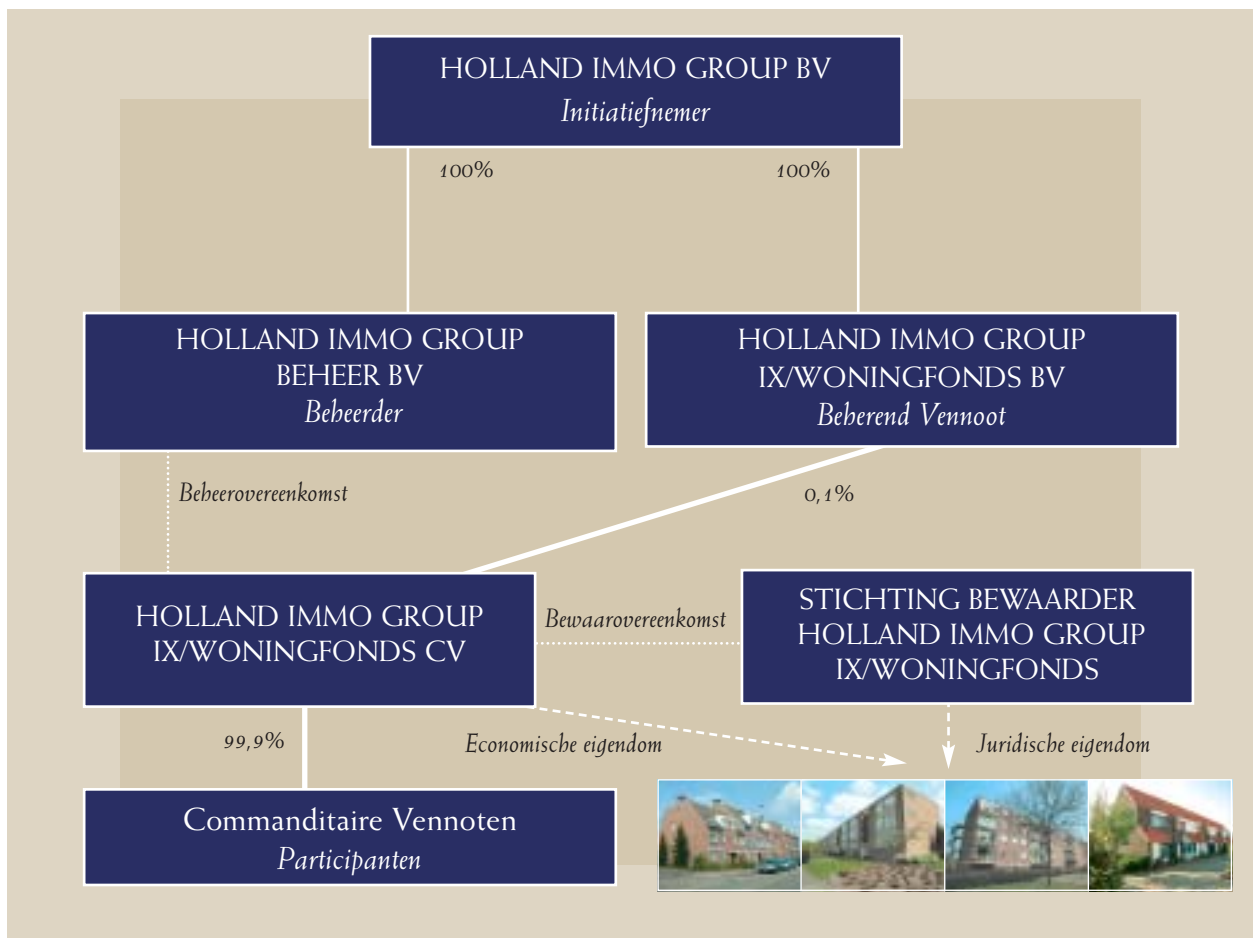 HOLLAND IMMO GROUP BV
Initiatiefnemer
100%
100%
HOLLAND IMMO GROUP
BEHEER BV
Beheerder
HOLLAND IMMO GROUP
IX/WONINGFONDS BV
Beherend Vennoot
Beheerovereenkomst
0,1%
HOLLAND IMMO GROUP
IX/WONINGFONDS CV
Bewaarovereenkomst
STICHTING BEWAARDER
HOLLAND IMMO GROUP
IX/WONINGFONDS
99,9%
Economische eigendom
Juridische eigendom
Commanditaire Vennoten
Participanten